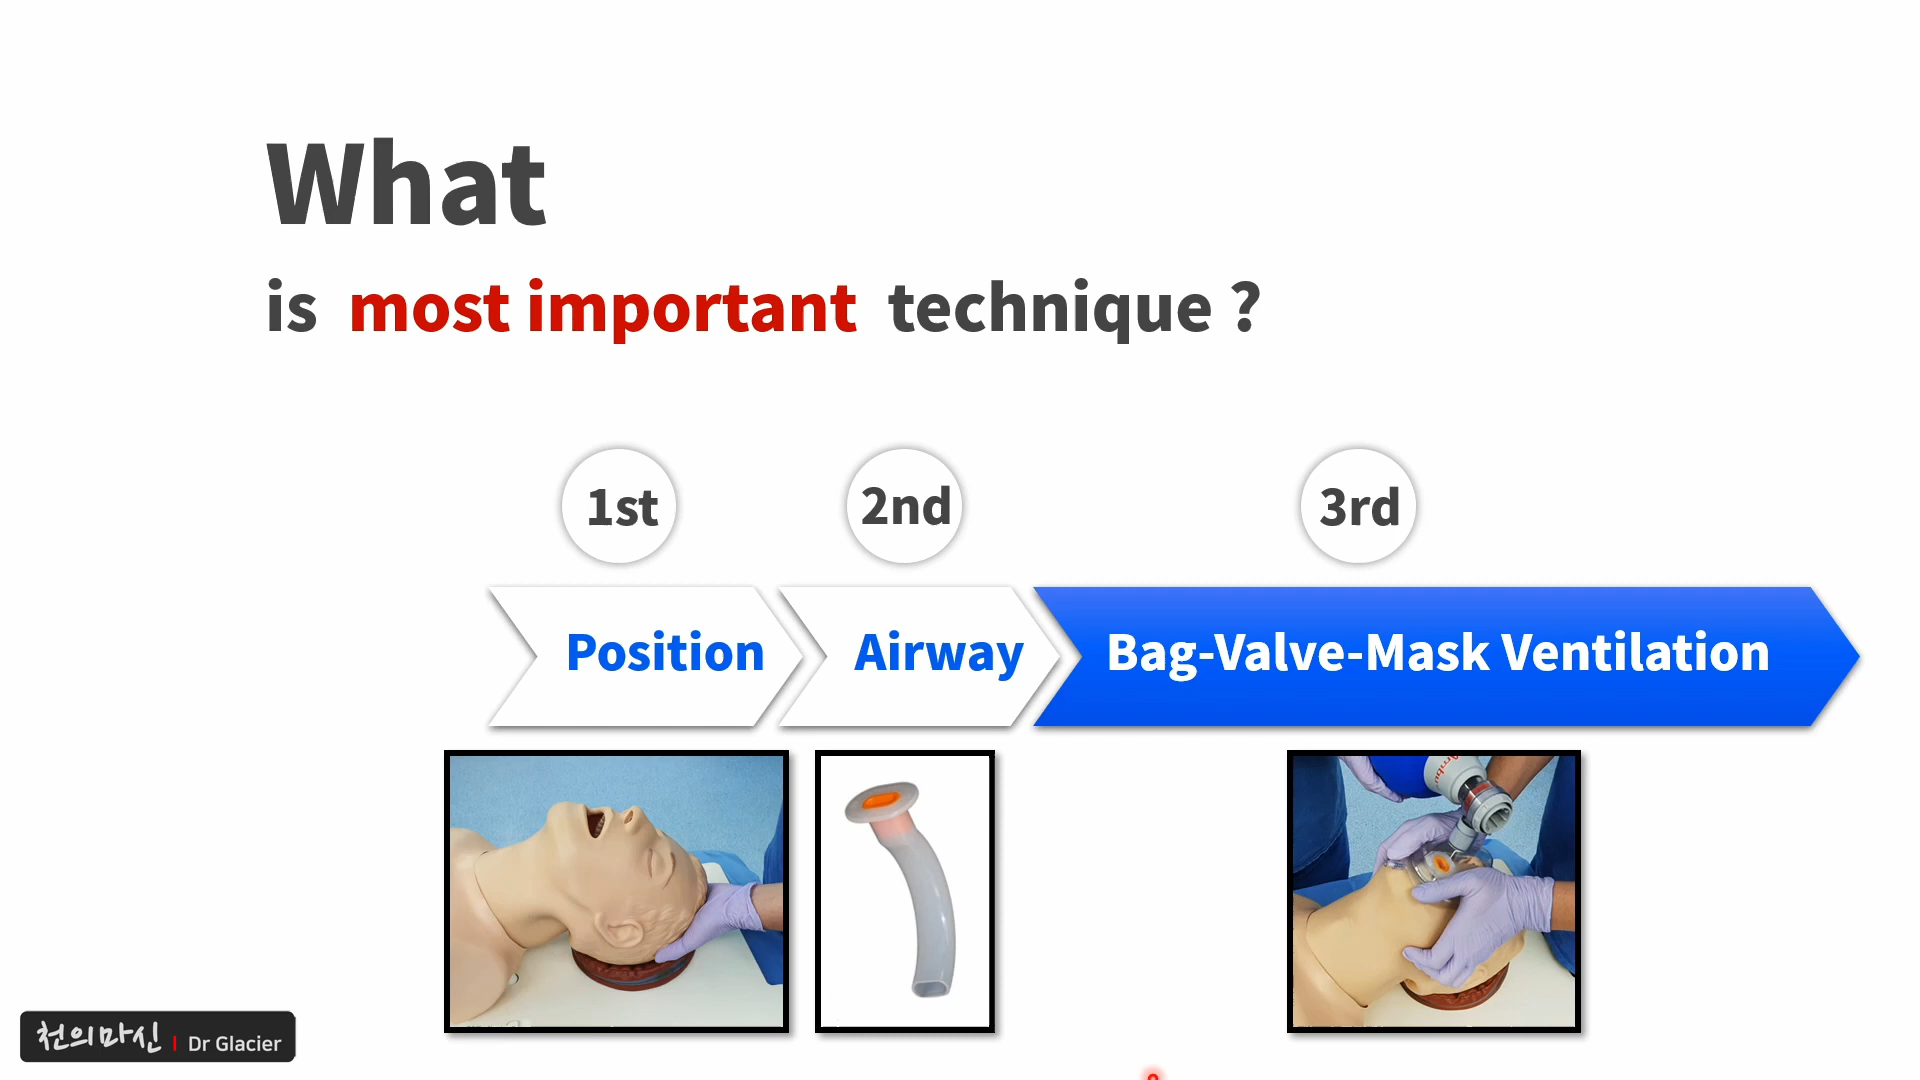 What
is most important technique ?
1st
2nd
3rd
Position
Airway
Bag-Valve-Mask Ventilation
Ambu
천의마신 | Dr Glacier